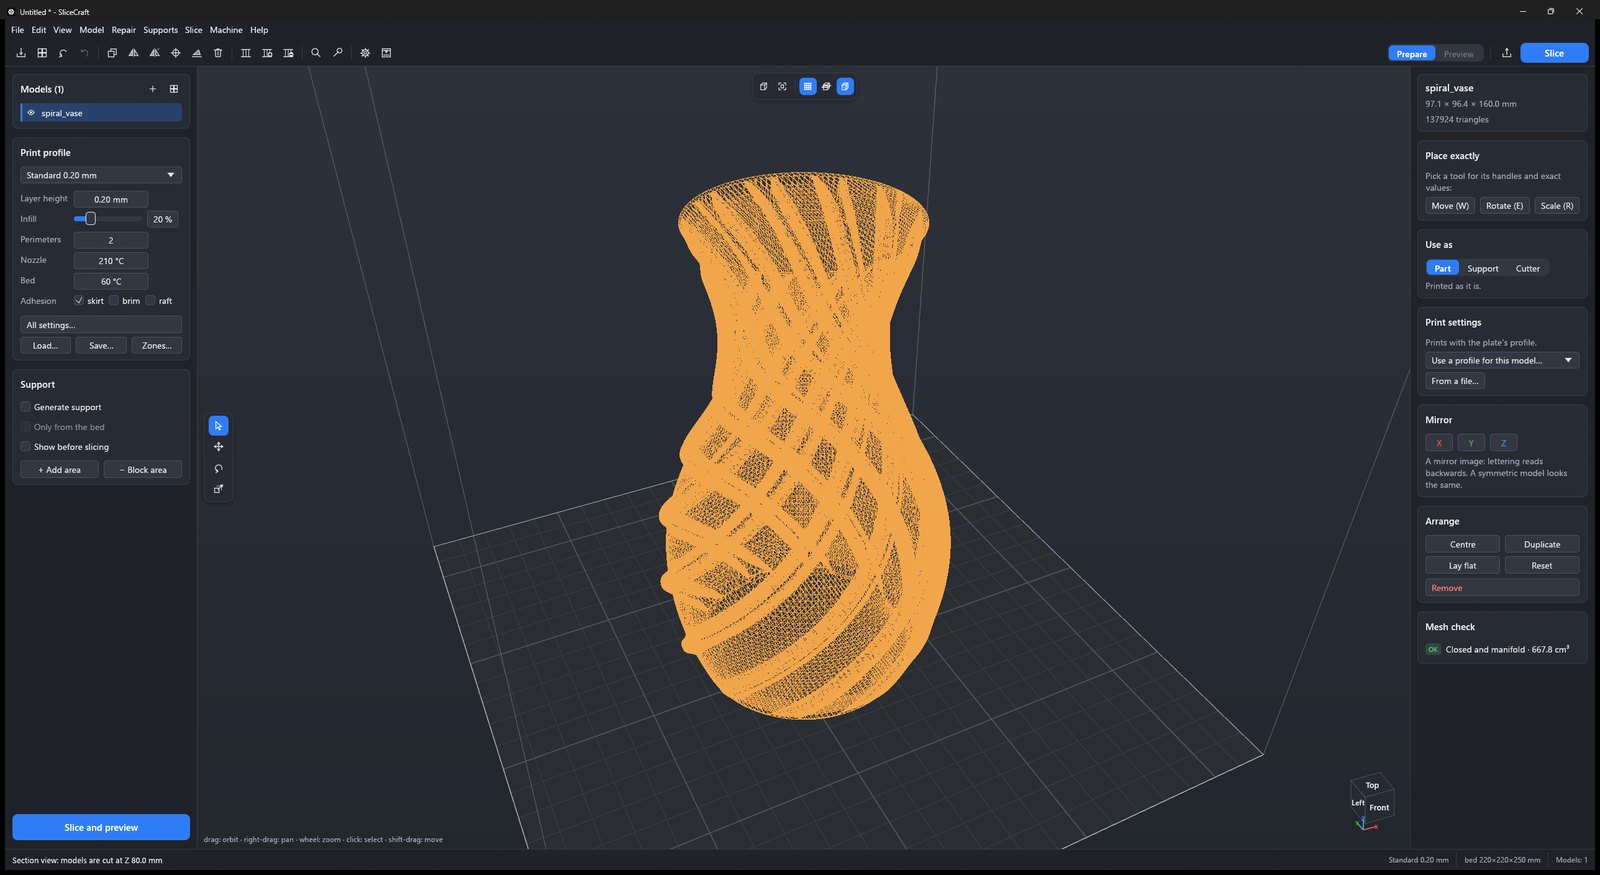 Untitled * - SliceCraft
File Edit View Model Repair Supports Slice Machine Help
Prepare Preview Slice
Models (1)
spiral_vase
Print profile
Standard 0.20 mm
Layer height 0.20 mm
Infill 20 %
Perimeters 2
Nozzle 210 °C
Bed 60 °C
Adhesion skirt brim raft
All settings...
Load... Save... Zones...
Support
Generate support
Only from the bed
Show before slicing
+ Add area − Block area
Slice and preview
drag: orbit · right-drag: pan · wheel: zoom · click: select · shift-drag: move
Top
Left Front
Z
Y X
spiral_vase
97.1 × 96.4 × 160.0 mm
137924 triangles
Place exactly
Pick a tool for its handles and exact
values:
Move (W) Rotate (E) Scale (R)
Use as
Part Support Cutter
Printed as it is.
Print settings
Prints with the plate's profile.
Use a profile for this model...
From a file...
Mirror
X Y Z
A mirror image: lettering reads
backwards. A symmetric model looks
the same.
Arrange
Centre Duplicate
Lay flat Reset
Remove
Mesh check
OK Closed and manifold · 667.8 cm³
Section view: models are cut at Z 80.0 mm
Standard 0.20 mm bed 220×220×250 mm Models: 1